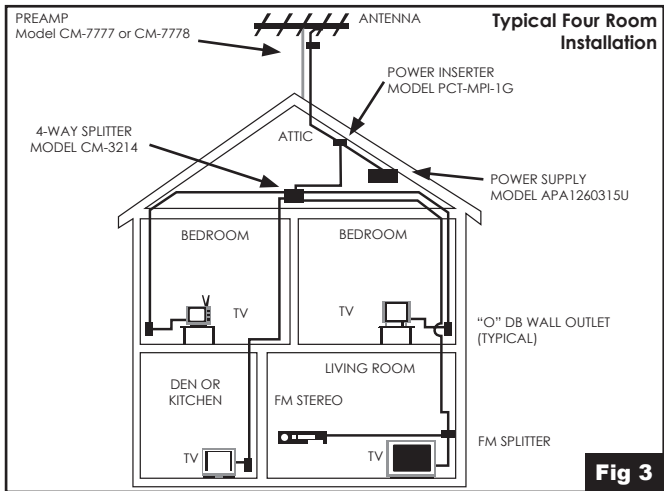 PREAMP
Model CM-7777 or CM-7778
ANTENNA
Typical Four Room
Installation
POWER INSERTER
MODEL PCT-MPI-1G
4-WAY SPLITTER
MODEL CM-3214
ATTIC
POWER SUPPLY
MODEL APA1260315U
BEDROOM
BEDROOM
TV
TV
“O” DB WALL OUTLET
(TYPICAL)
DEN OR
KITCHEN
LIVING ROOM
FM STEREO
TV
TV
FM SPLITTER
Fig 3